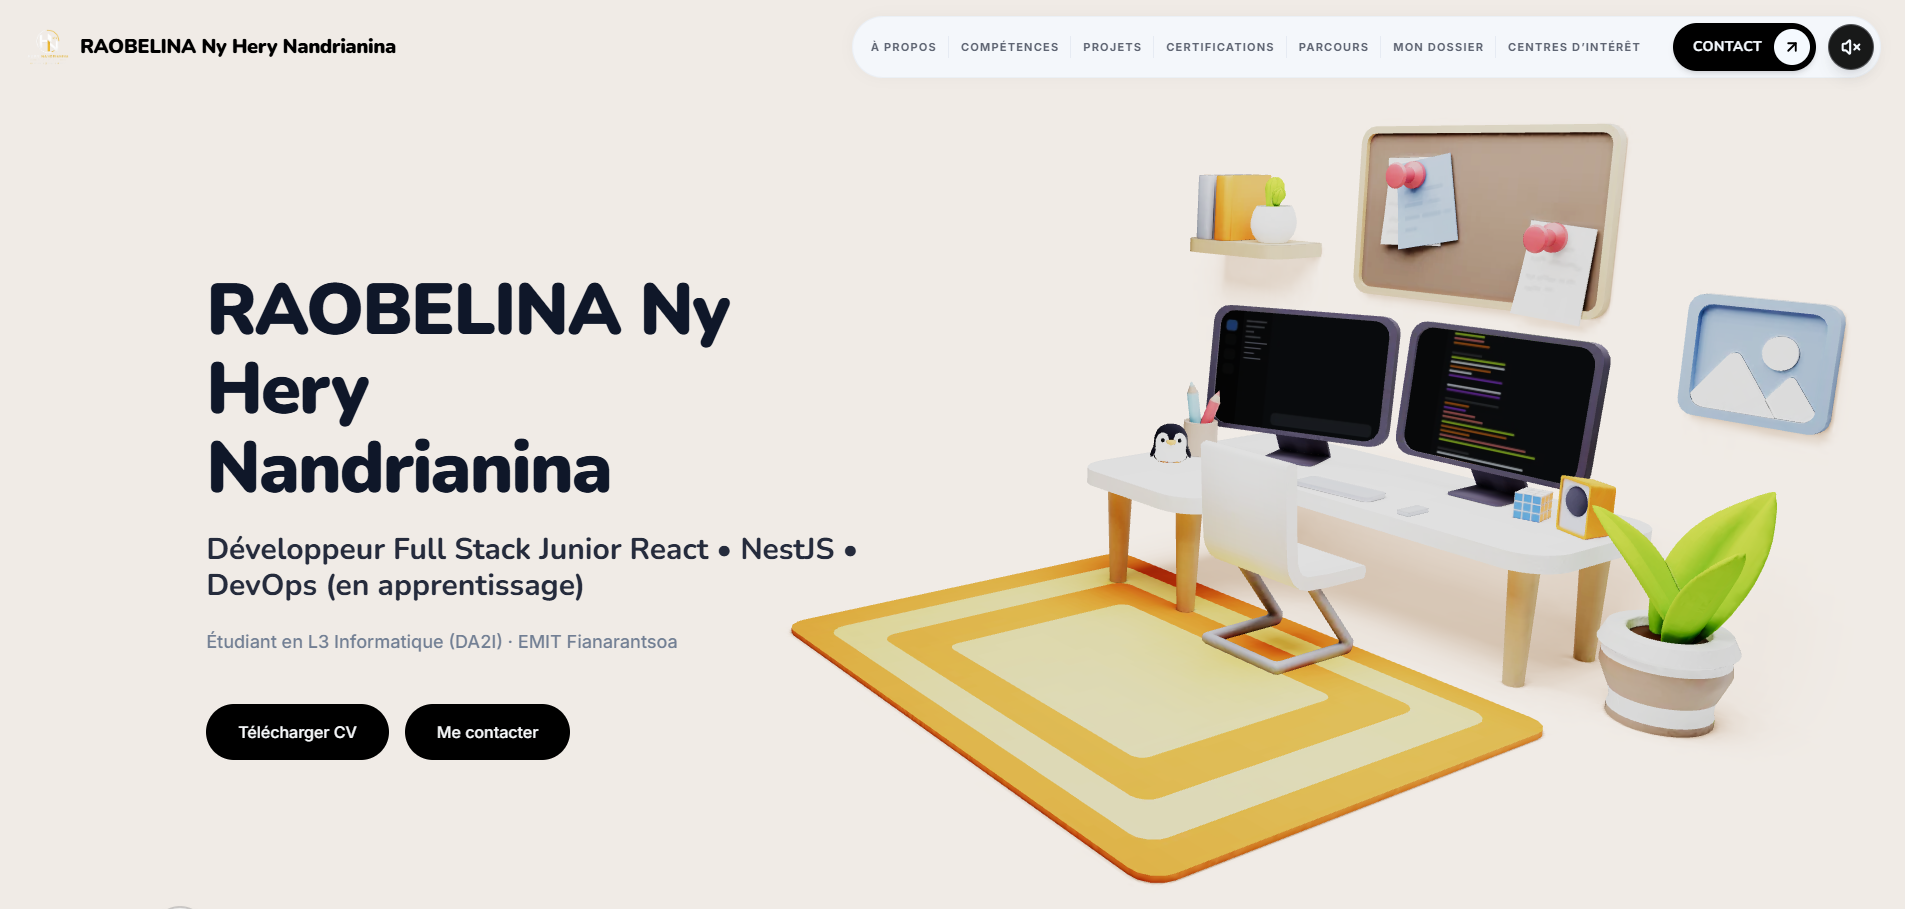 RAOBELINA Ny Hery Nandrianina
À PROPOS
COMPÉTENCES
PROJETS
CERTIFICATIONS
PARCOURS
MON DOSSIER
CENTRES D'INTÉRÊT
CONTACT
RAOBELINA Ny
Hery
Nandrianina
Développeur Full Stack Junior React • NestJS •
DevOps (en apprentissage)
Étudiant en L3 Informatique (DA2I) · EMIT Fianarantsoa
Télécharger CV
Me contacter